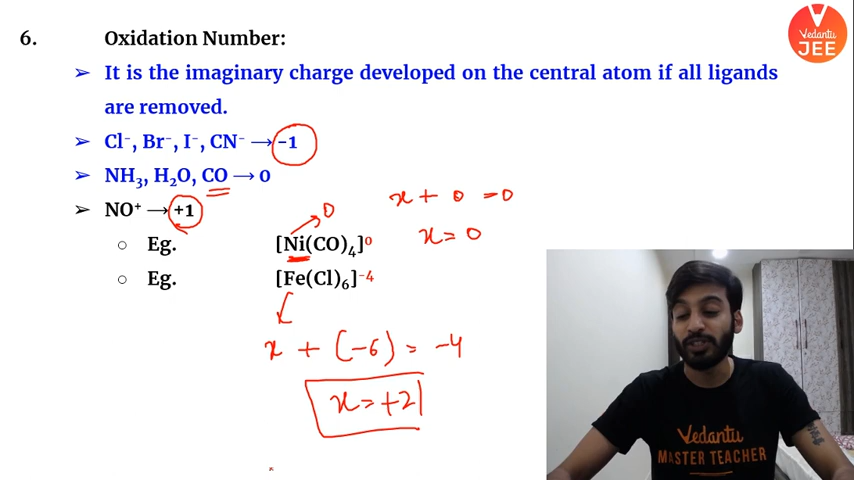 Vedantu
JEE
6. Oxidation Number:
➢ It is the imaginary charge developed on the central atom if all ligands
are removed.
➢ Cl⁻, Br⁻, I⁻, CN⁻ → -1
➢ NH₃, H₂O, CO → 0
➢ NO⁺ → +1
0
x + 0 = 0
x = 0
○ Eg. [Ni(CO)₄]⁰
○ Eg. [Fe(Cl)₆]⁻⁴
x + (-6) = -4
x = +2
Vedantu
MASTER TEACHER